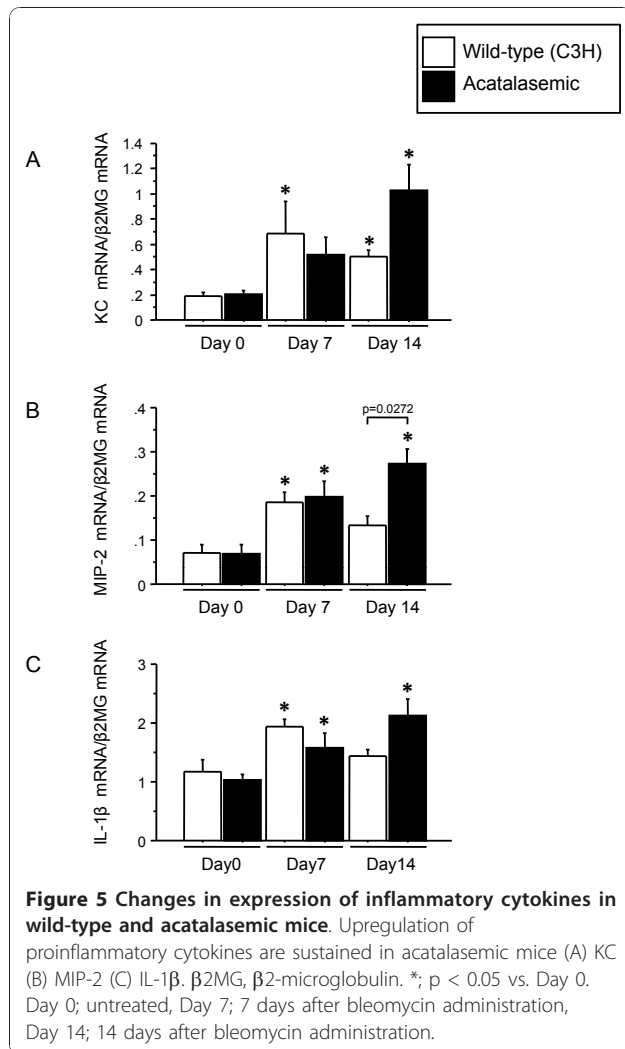 Wild-type (C3H)
Acatalasemic
A
KC mRNA/β2MG mRNA
1.4
1.2
1
.8
.6
.4
.2
0
*
*
*
Day 0 Day 7 Day 14
B
MIP-2 mRNA/β2MG mRNA
.4
.3
.2
.1
0
p=0.0272
*
*
*
Day 0 Day 7 Day 14
C
IL-1β mRNA/β2MG mRNA
3
2
1
0
*
*
*
Day0 Day7 Day14
Figure 5 Changes in expression of inflammatory cytokines in
wild-type and acatalasemic mice. Upregulation of
proinflammatory cytokines are sustained in acatalasemic mice (A) KC
(B) MIP-2 (C) IL-1β. β2MG, β2-microglobulin. *; p < 0.05 vs. Day 0.
Day 0; untreated, Day 7; 7 days after bleomycin administration,
Day 14; 14 days after bleomycin administration.